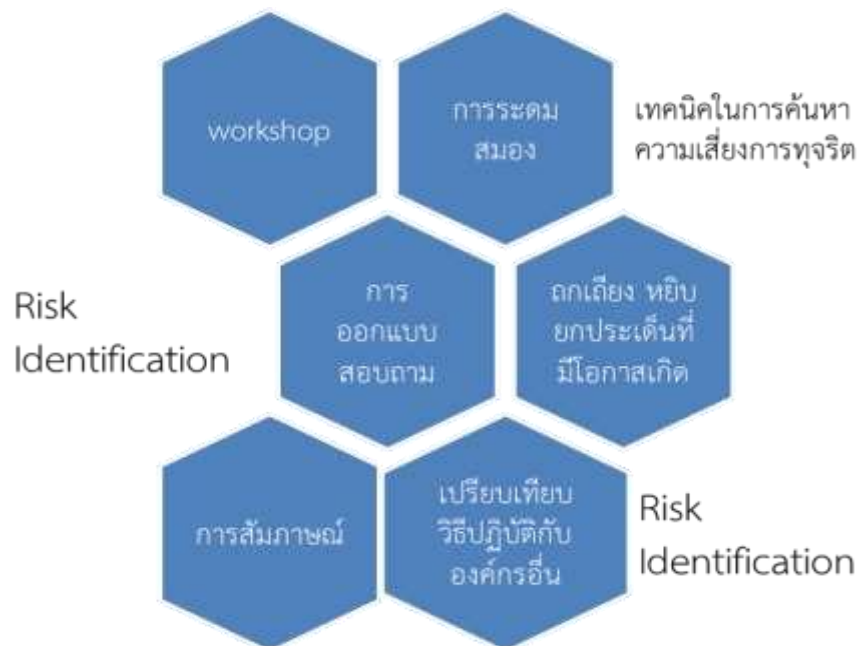 workshop
การระดม
สมอง
เทคนิคในการค้นหา
ความเสี่ยงการทุจริต
Risk
Identification
การ
ออกแบบ
สอบถาม
ถกเถียง หยิบ
ยกประเด็นที่
มีโอกาสเกิด
การสัมภาษณ์
เปรียบเทียบ
วิธีปฏิบัติกับ
องค์กรอื่น
Risk
Identification